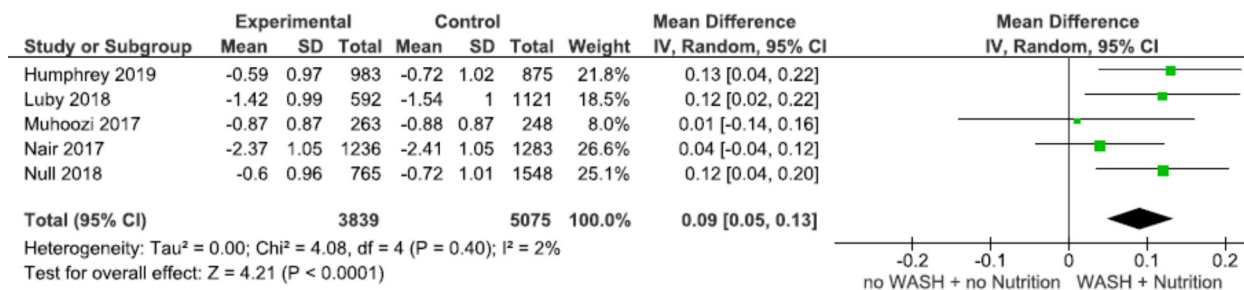 Experimental Control Mean Difference Mean Difference
Study or Subgroup Mean SD Total Mean SD Total Weight IV, Random, 95% CI IV, Random, 95% CI
Humphrey 2019 -0.59 0.97 983 -0.72 1.02 875 21.8% 0.13 [0.04, 0.22]
Luby 2018 -1.42 0.99 592 -1.54 1 1121 18.5% 0.12 [0.02, 0.22]
Muhoozi 2017 -0.87 0.87 263 -0.88 0.87 248 8.0% 0.01 [-0.14, 0.16]
Nair 2017 -2.37 1.05 1236 -2.41 1.05 1283 26.6% 0.04 [-0.04, 0.12]
Null 2018 -0.6 0.96 765 -0.72 1.01 1548 25.1% 0.12 [0.04, 0.20]
Total (95% CI) 3839 5075 100.0% 0.09 [0.05, 0.13]
Heterogeneity: Tau² = 0.00; Chi² = 4.08, df = 4 (P = 0.40); I² = 2%
Test for overall effect: Z = 4.21 (P < 0.0001)
-0.2 -0.1 0 0.1 0.2
no WASH + no Nutrition WASH + Nutrition